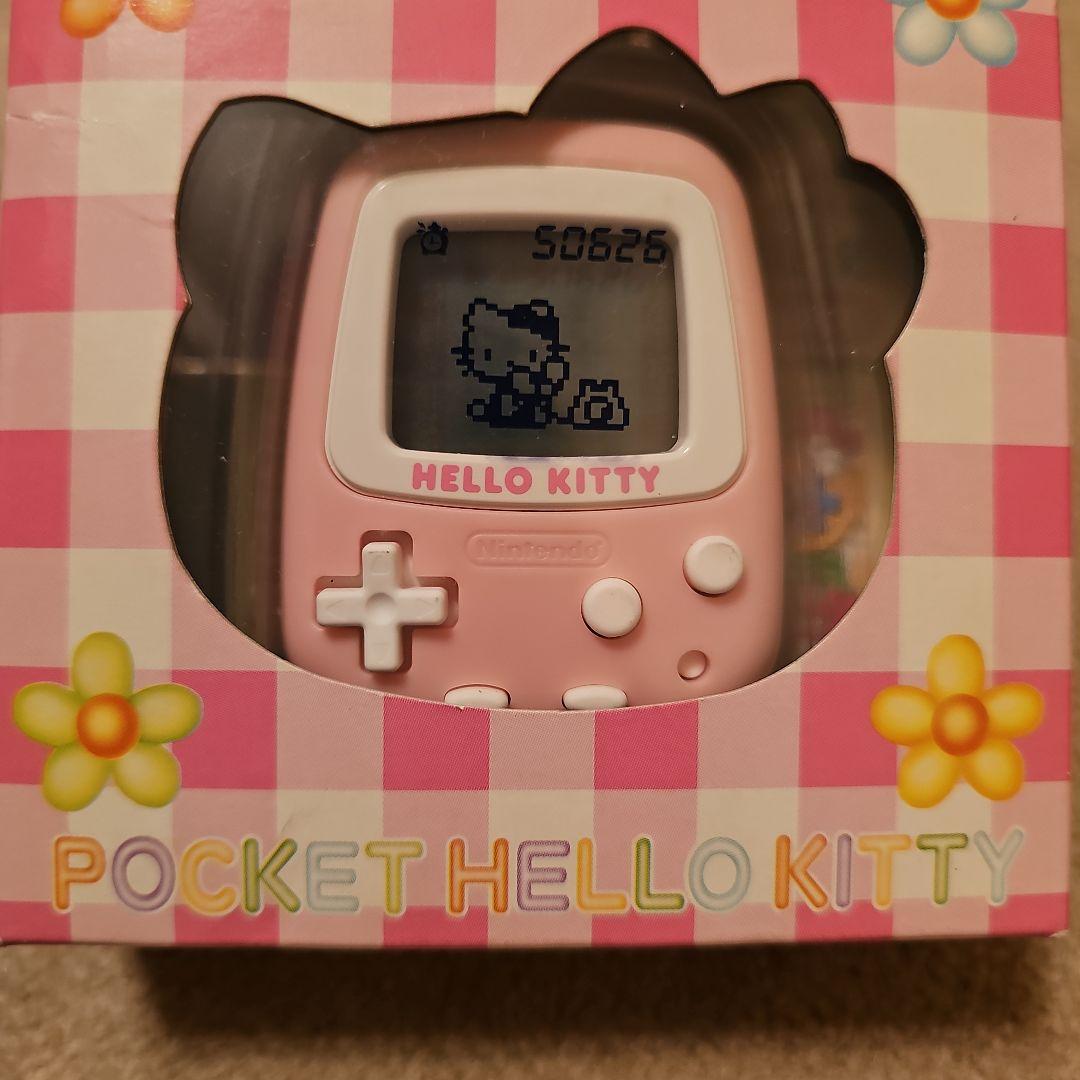 50626
HELLO KITTY
Nintendo
POCKET HELLO KITTY